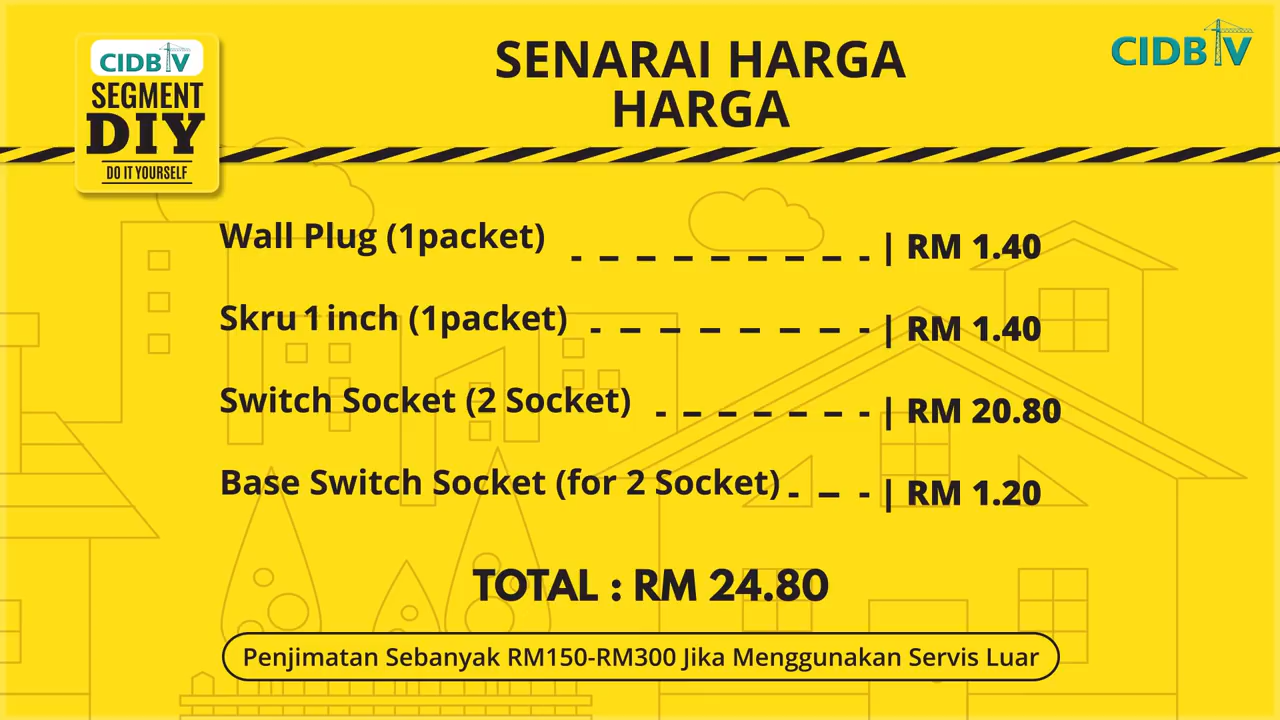 CIDB TV
SEGMENT
DIY
DO IT YOURSELF
SENARAI HARGA
HARGA
CIDB TV
Wall Plug (1packet) - - - - - - - - - | RM 1.40
Skru 1 inch (1packet) - - - - - - - | RM 1.40
Switch Socket (2 Socket) - - - - - - - | RM 20.80
Base Switch Socket (for 2 Socket) - - - | RM 1.20
TOTAL : RM 24.80
Penjimatan Sebanyak RM150-RM300 Jika Menggunakan Servis Luar